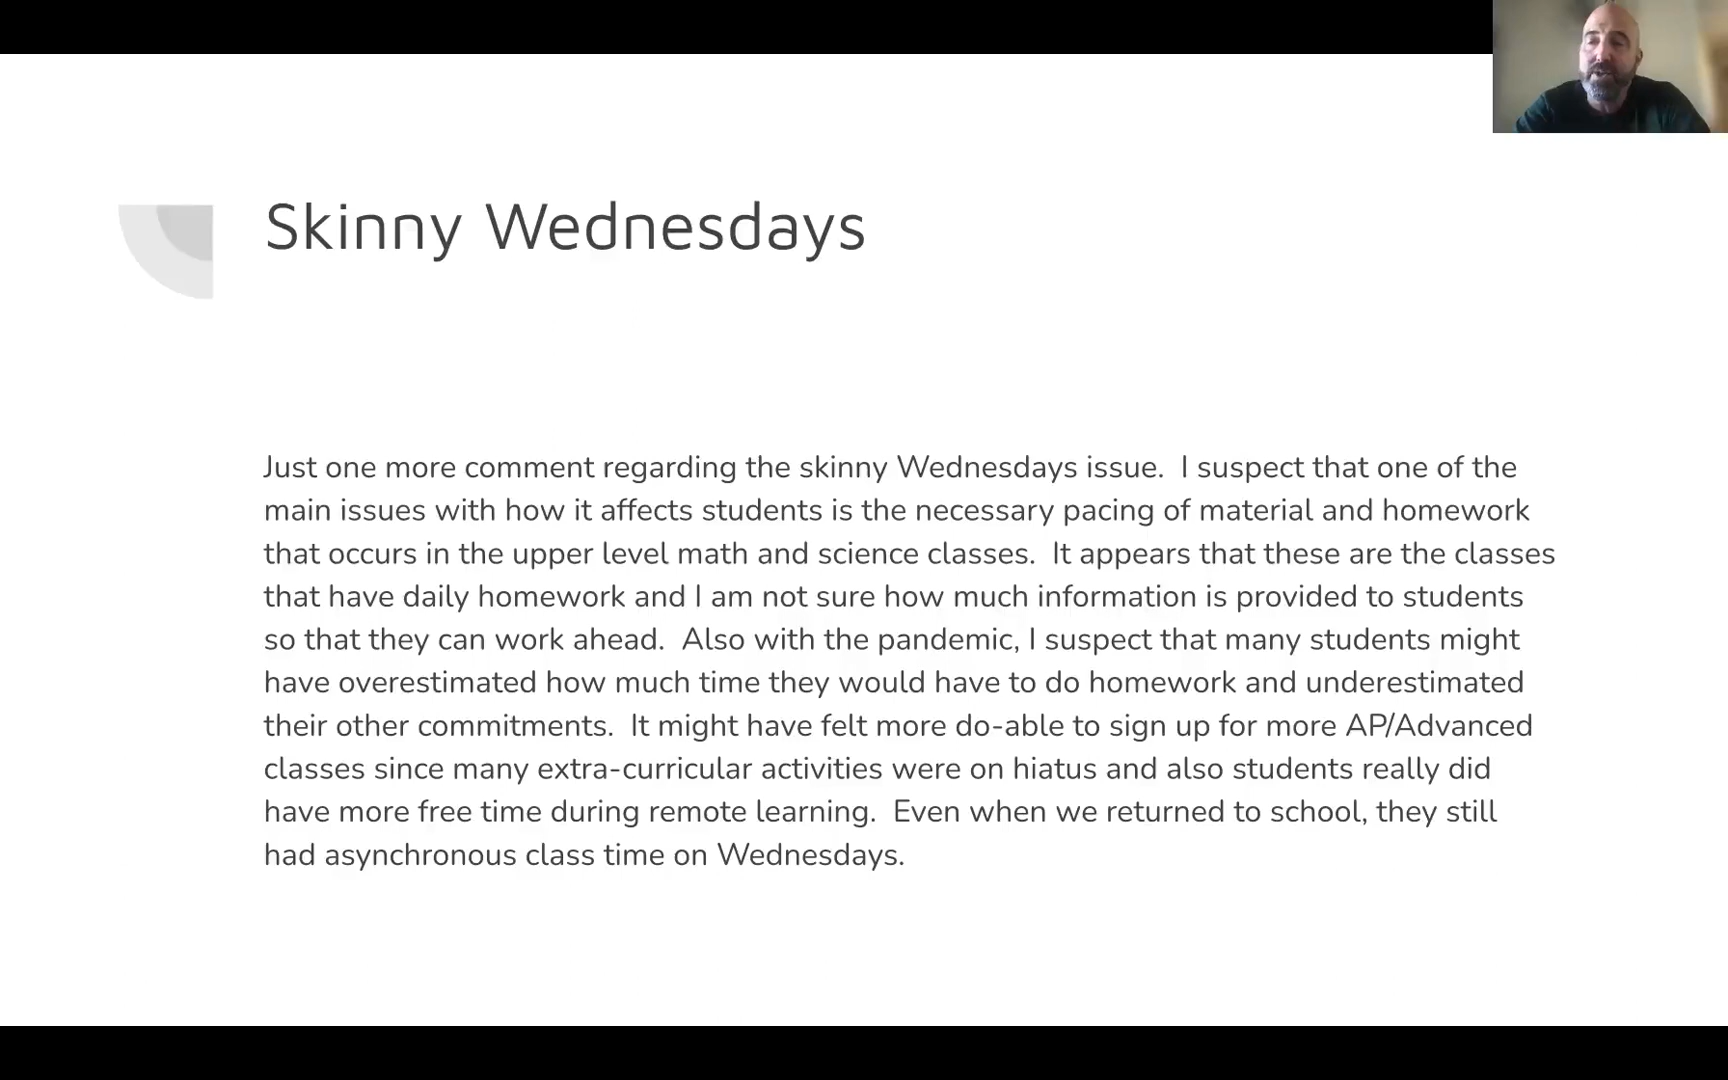 Skinny Wednesdays
Just one more comment regarding the skinny Wednesdays issue.  I suspect that one of the
main issues with how it affects students is the necessary pacing of material and homework
that occurs in the upper level math and science classes.  It appears that these are the classes
that have daily homework and I am not sure how much information is provided to students
so that they can work ahead.  Also with the pandemic, I suspect that many students might
have overestimated how much time they would have to do homework and underestimated
their other commitments.  It might have felt more do-able to sign up for more AP/Advanced
classes since many extra-curricular activities were on hiatus and also students really did
have more free time during remote learning.  Even when we returned to school, they still
had asynchronous class time on Wednesdays.